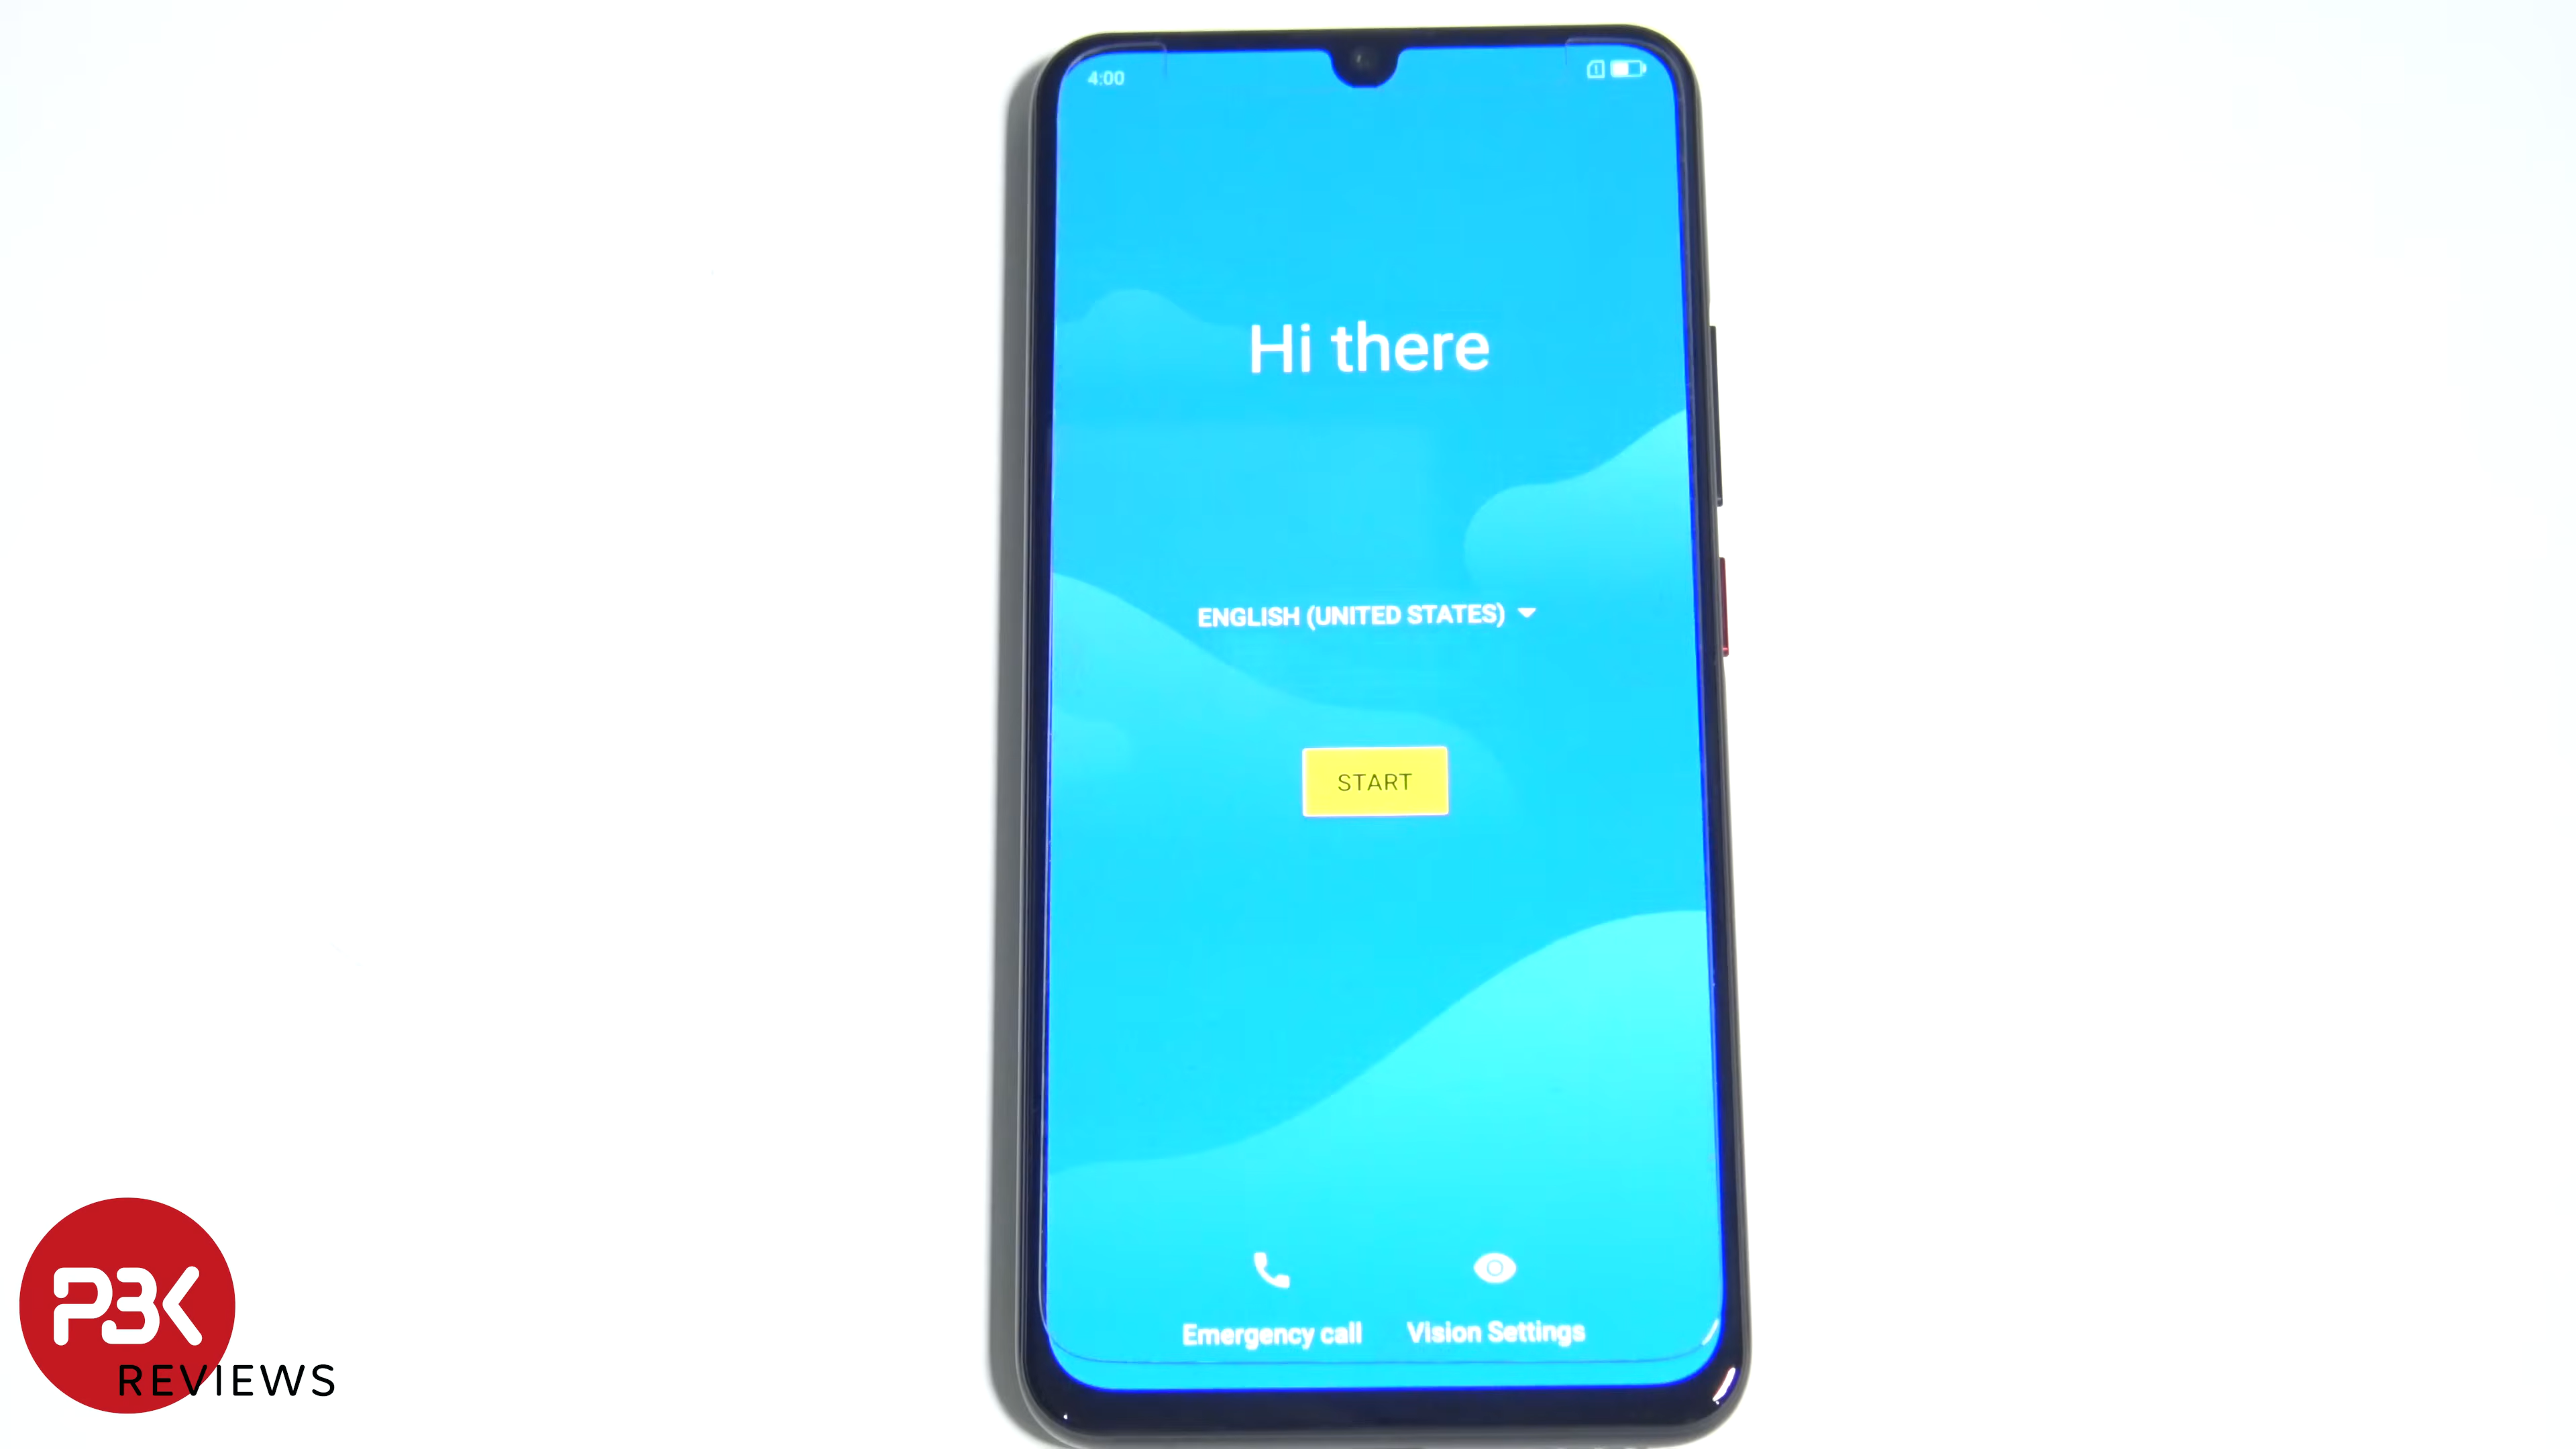 4:00
Hi there
ENGLISH (UNITED STATES)
START
Emergency call
Vision Settings
P3K
REVIEWS